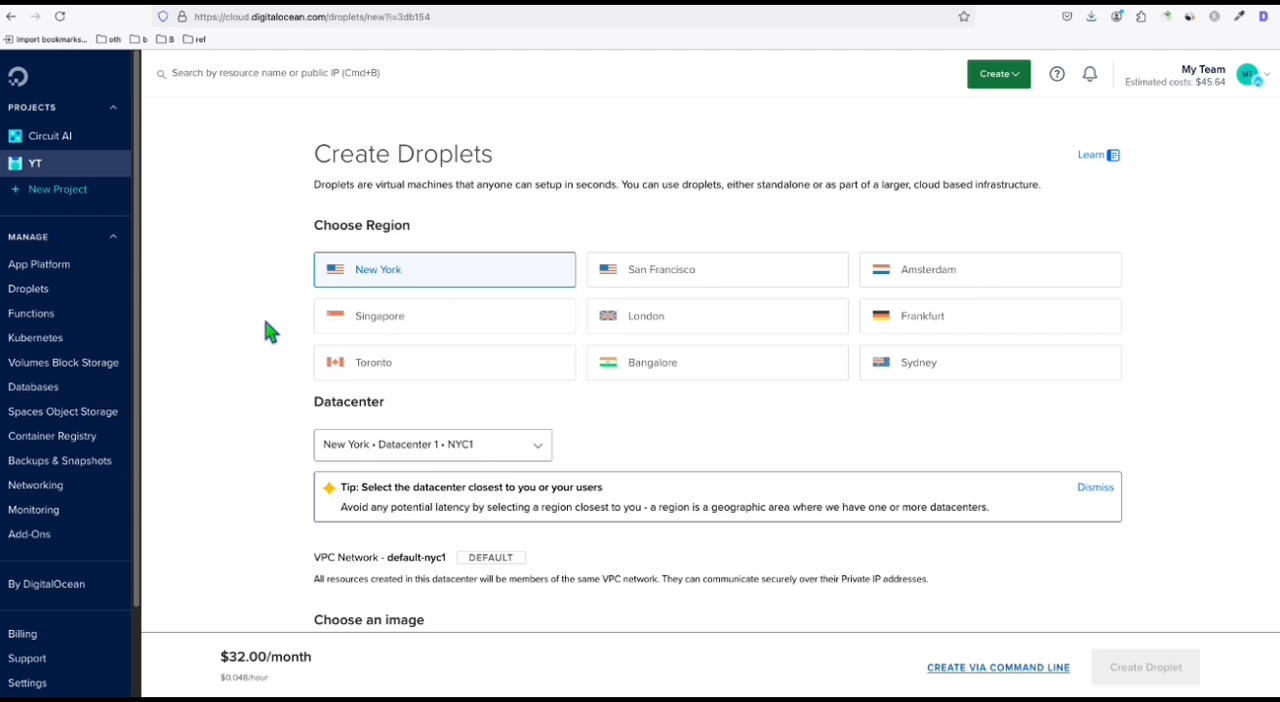 https://cloud.digitalocean.com/droplets/new?i=3db154
Import bookmarks... oth b B ref
Search by resource name or public IP (Cmd+B)
Create
My Team
Estimated costs: $45.64
MT
PROJECTS
Circuit AI
YT
+ New Project
MANAGE
App Platform
Droplets
Functions
Kubernetes
Volumes Block Storage
Databases
Spaces Object Storage
Container Registry
Backups & Snapshots
Networking
Monitoring
Add-Ons
By DigitalOcean
Billing
Support
Settings
Create Droplets
Learn
Droplets are virtual machines that anyone can setup in seconds. You can use droplets, either standalone or as part of a larger, cloud based infrastructure.
Choose Region
New York
San Francisco
Amsterdam
Singapore
London
Frankfurt
Toronto
Bangalore
Sydney
Datacenter
New York • Datacenter 1 • NYC1
Tip: Select the datacenter closest to you or your users
Dismiss
Avoid any potential latency by selecting a region closest to you - a region is a geographic area where we have one or more datacenters.
VPC Network - default-nyc1 DEFAULT
All resources created in this datacenter will be members of the same VPC network. They can communicate securely over their Private IP addresses.
Choose an image
$32.00/month
$0.048/hour
CREATE VIA COMMAND LINE
Create Droplet